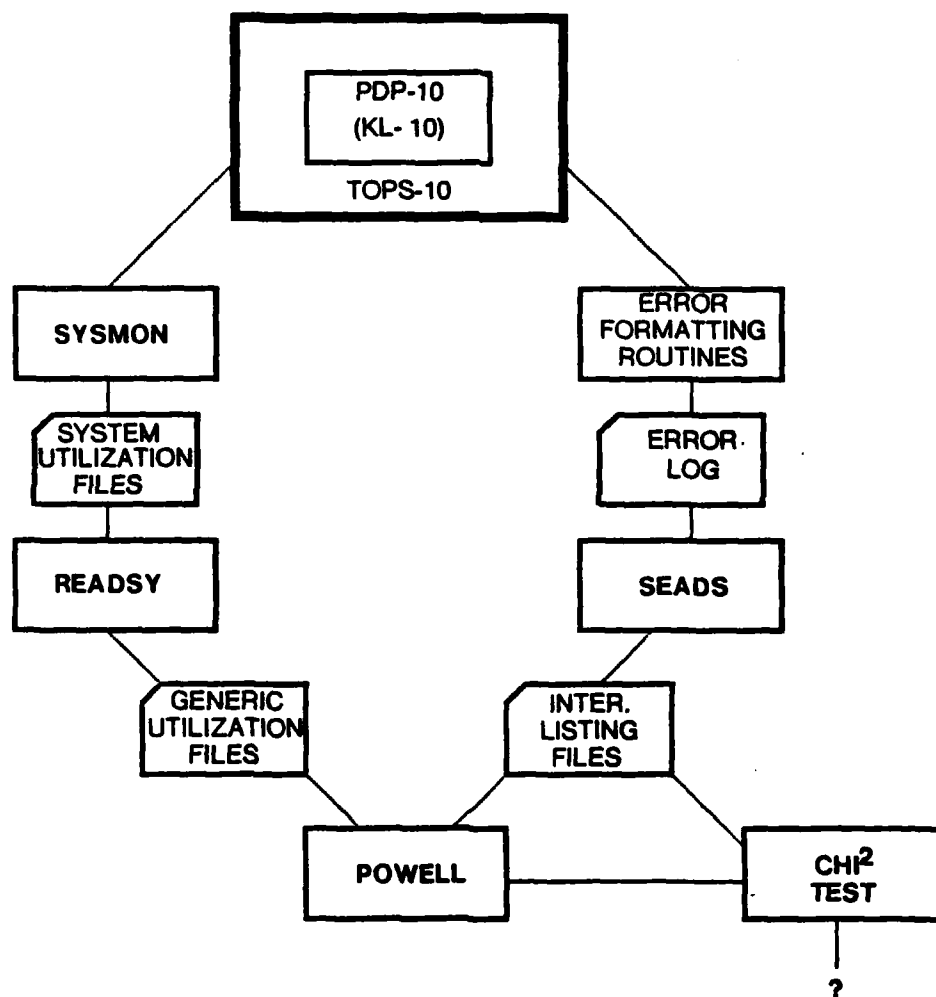 PDP-10
(KL- 10)
TOPS-10
SYSMON
ERROR
FORMATTING
ROUTINES
SYSTEM
UTILIZATION
FILES
ERROR
LOG
READSY
SEADS
GENERIC
UTILIZATION
FILES
INTER.
LISTING
FILES
POWELL
CHI²
TEST
?